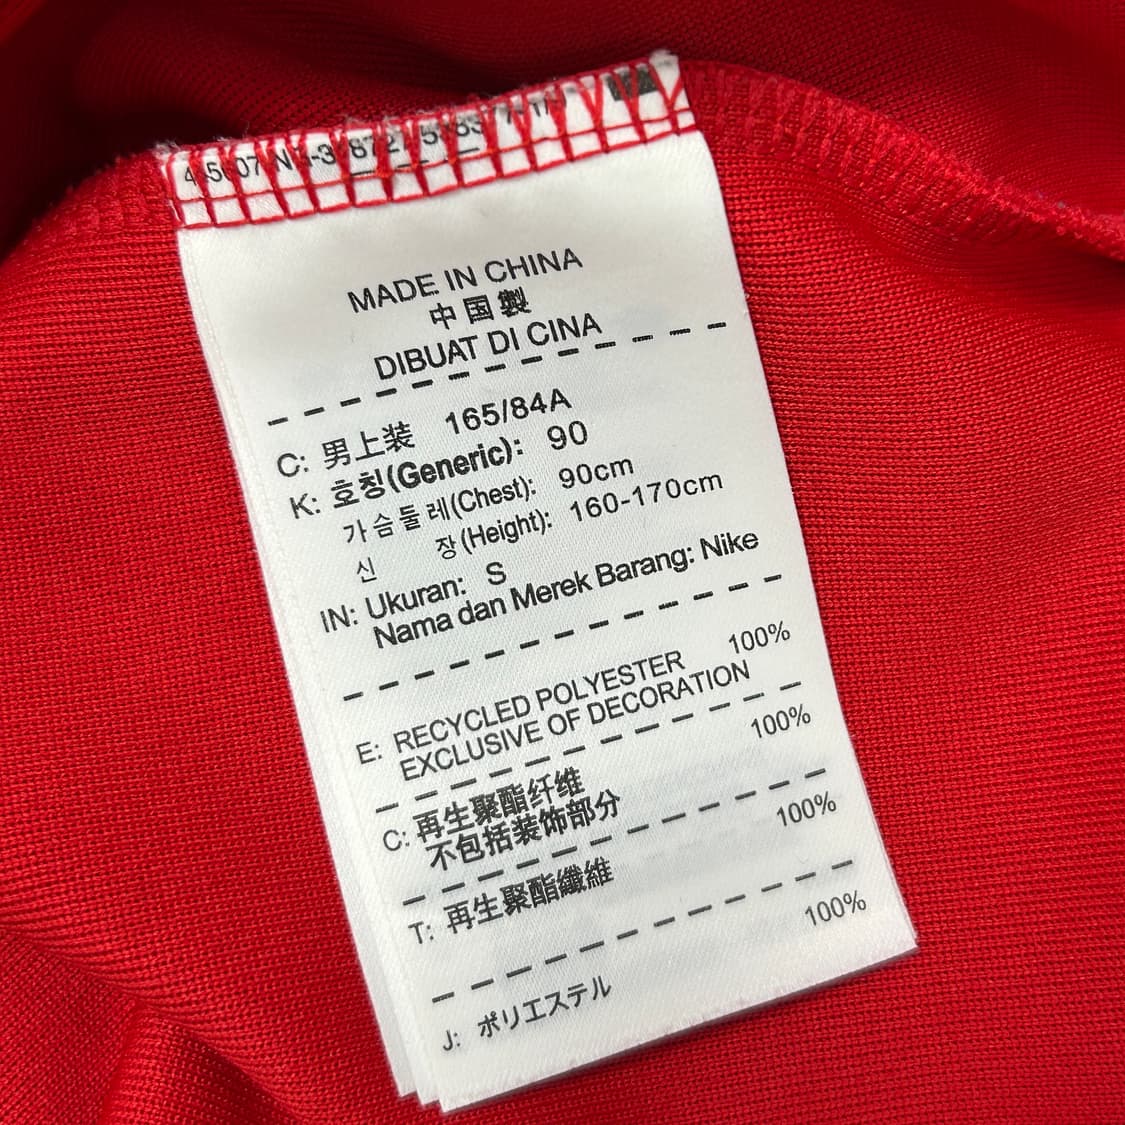 MADE IN CHINA
中国製
DIBUAT DI CINA
C: 男上装 165/84A
K: 호칭(Generic): 90
가슴둘레(Chest): 90cm
신 장(Height): 160-170cm
IN: Ukuran: S
Nama dan Merek Barang: Nike
E: RECYCLED POLYESTER 100%
EXCLUSIVE OF DECORATION
C: 再生聚酯纤维 100%
不包括装饰部分
T: 再生聚酯纖維 100%
J: ポリエステル 100%